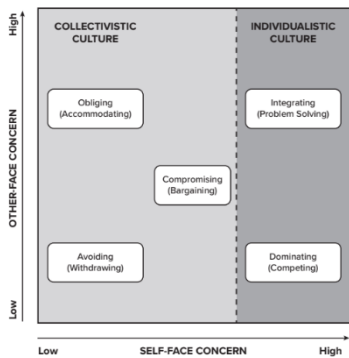 High
COLLECTIVISTIC
CULTURE
INDIVIDUALISTIC
CULTURE
Obliging
(Accommodating)
Integrating
(Problem Solving)
OTHER-FACE CONCERN
Compromising
(Bargaining)
Avoiding
(Withdrawing)
Dominating
(Competing)
Low
Low
SELF-FACE CONCERN
High